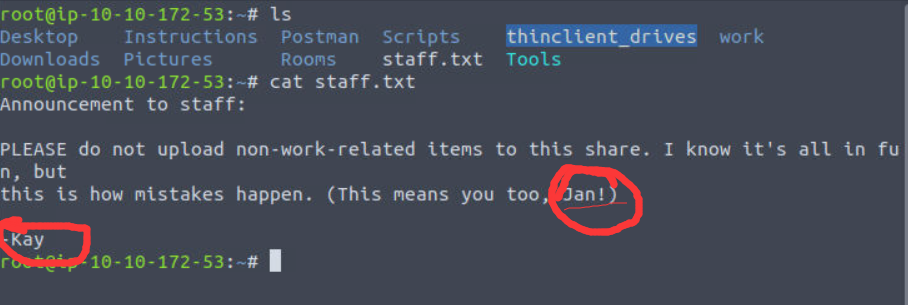 root@ip-10-10-172-53:~# ls
Desktop    Instructions  Postman  Scripts    thinclient_drives  work
Downloads  Pictures      Rooms    staff.txt  Tools
root@ip-10-10-172-53:~# cat staff.txt
Announcement to staff:
PLEASE do not upload non-work-related items to this share. I know it's all in fu
n, but
this is how mistakes happen. (This means you too, Jan!)
-Kay
root@ip-10-10-172-53:~#